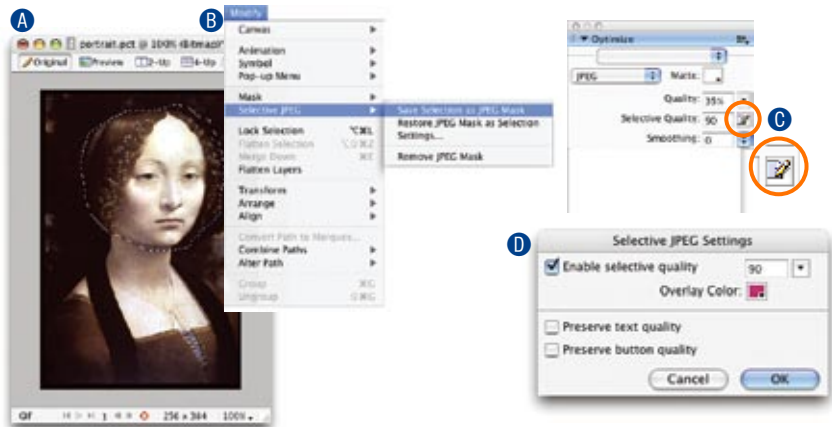 A
B
portrait.pct @ 100% (Bitmap)
Original Preview 2-Up 4-Up
GIF
1
256 x 384 100%
Modify
Canvas
Animation
Symbol
Pop-up Menu
Mask
Selective JPEG
Lock Selection ⌥⌘L
Flatten Selection ⌥⇧⌘Z
Merge Down ⌘E
Flatten Layers
Transform
Arrange
Align
Convert Path to Marquee...
Combine Paths
Alter Path
Group ⌘G
Ungroup ⇧⌘G
Save Selection as JPEG Mask
Restore JPEG Mask as Selection
Settings...
Remove JPEG Mask
Optimize
JPEG Matte:
Quality: 35%
Selective Quality: 90
Smoothing: 0
C
D
Selective JPEG Settings
Enable selective quality 90
Overlay Color:
Preserve text quality
Preserve button quality
Cancel OK